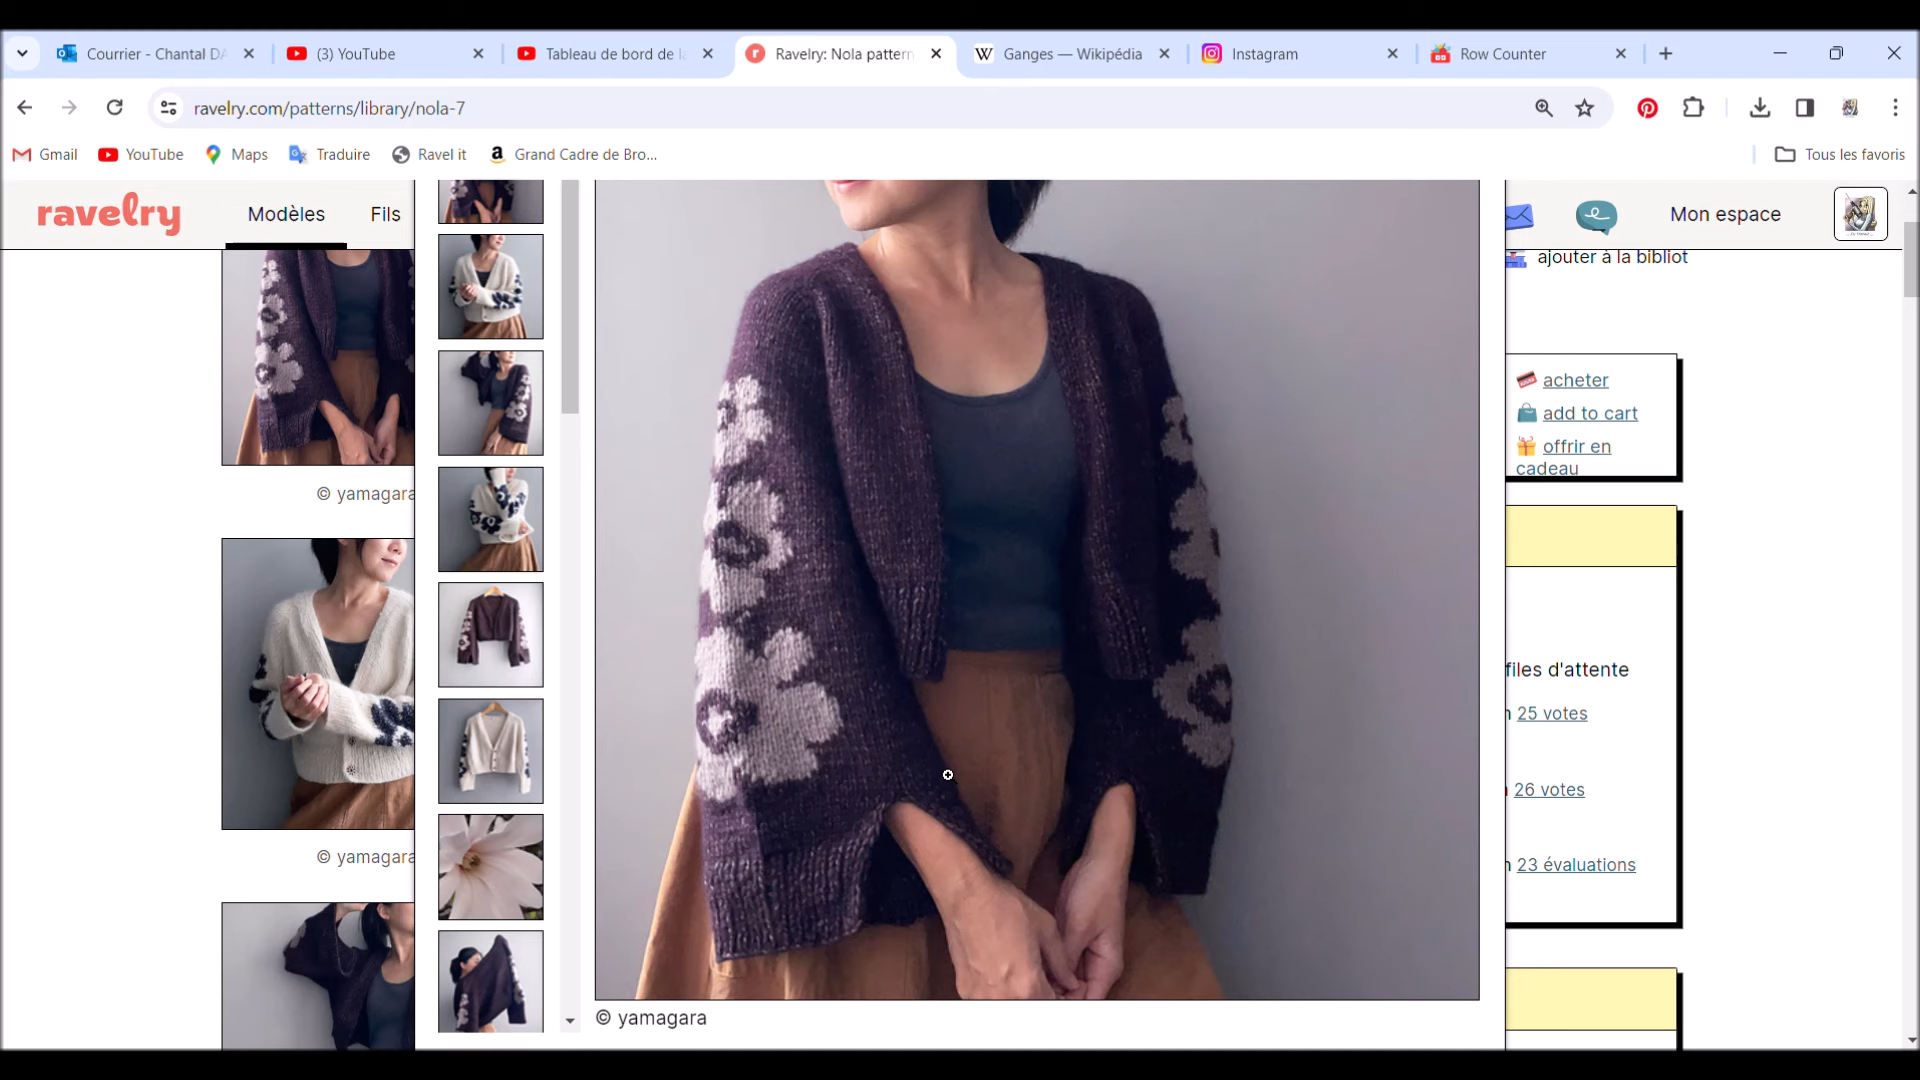 Courrier - Chantal DA
(3) YouTube
Tableau de bord de la
Ravelry: Nola pattern
Ganges — Wikipédia
Instagram
Row Counter
ravelry.com/patterns/library/nola-7
Gmail
YouTube
Maps
Traduire
Ravel it
Grand Cadre de Bro...
Tous les favoris
ravelry
Modèles
Fils
Mon espace
ajouter à la bibliot
acheter
add to cart
offrir en
cadeau
© yamagara
files d'attente
25 votes
26 votes
© yamagara
23 évaluations
© yamagara